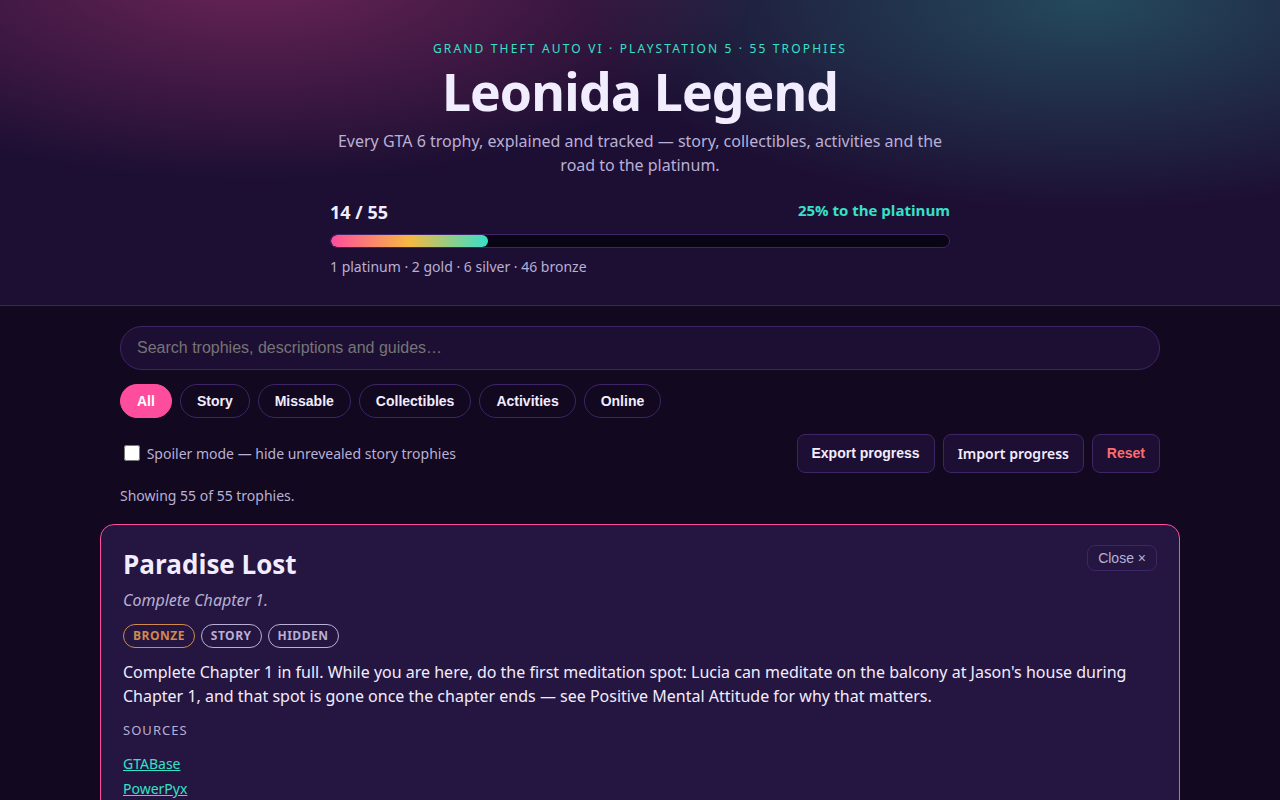 GRAND THEFT AUTO VI · PLAYSTATION 5 · 55 TROPHIES
Leonida Legend
Every GTA 6 trophy, explained and tracked — story, collectibles, activities and the
road to the platinum.
14 / 55
25% to the platinum
1 platinum · 2 gold · 6 silver · 46 bronze
Search trophies, descriptions and guides…
All
Story
Missable
Collectibles
Activities
Online
Spoiler mode — hide unrevealed story trophies
Export progress
Import progress
Reset
Showing 55 of 55 trophies.
Paradise Lost
Close ×
Complete Chapter 1.
BRONZE
STORY
HIDDEN
Complete Chapter 1 in full. While you are here, do the first meditation spot: Lucia can meditate on the balcony at Jason's house during
Chapter 1, and that spot is gone once the chapter ends — see Positive Mental Attitude for why that matters.
SOURCES
GTABase
PowerPyx